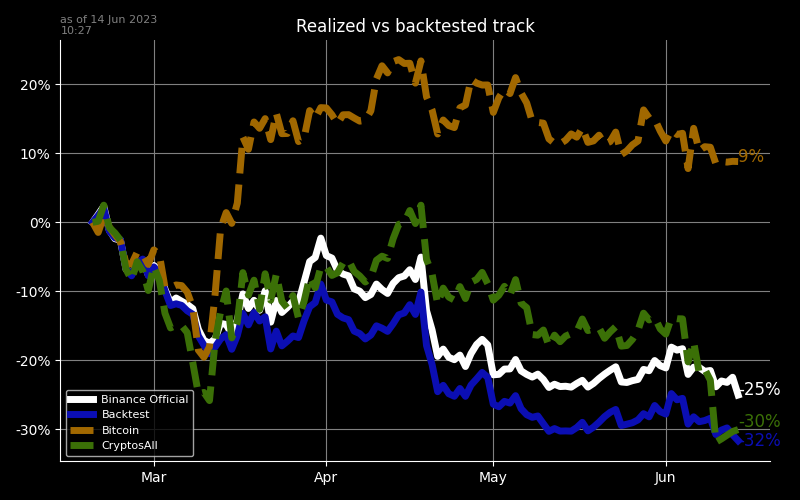 as of 14 Jun 2023
10:27
Realized vs backtested track
20%
10%
0%
-10%
-20%
-30%
9%
-25%
-30%
-32%
Binance Official
Backtest
Bitcoin
CryptosAll
Mar
Apr
May
Jun